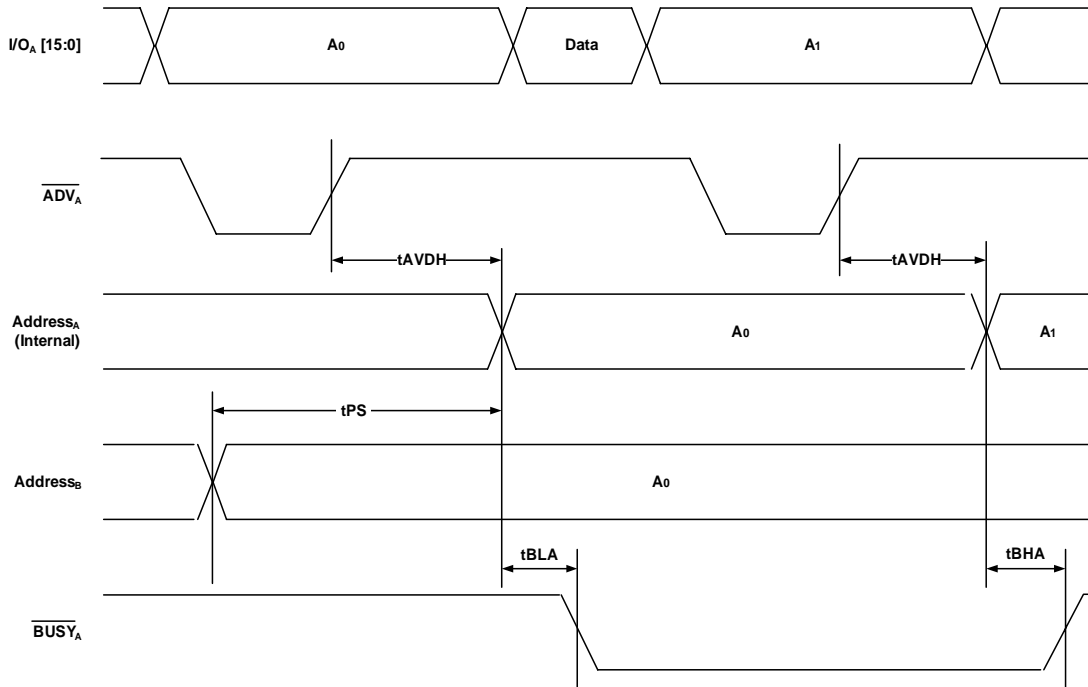 I/OA [15:0]
A0
Data
A1
ADVA
tAVDH
tAVDH
AddressA
(Internal)
A0
A1
tPS
AddressB
A0
tBLA
tBHA
BUSYA